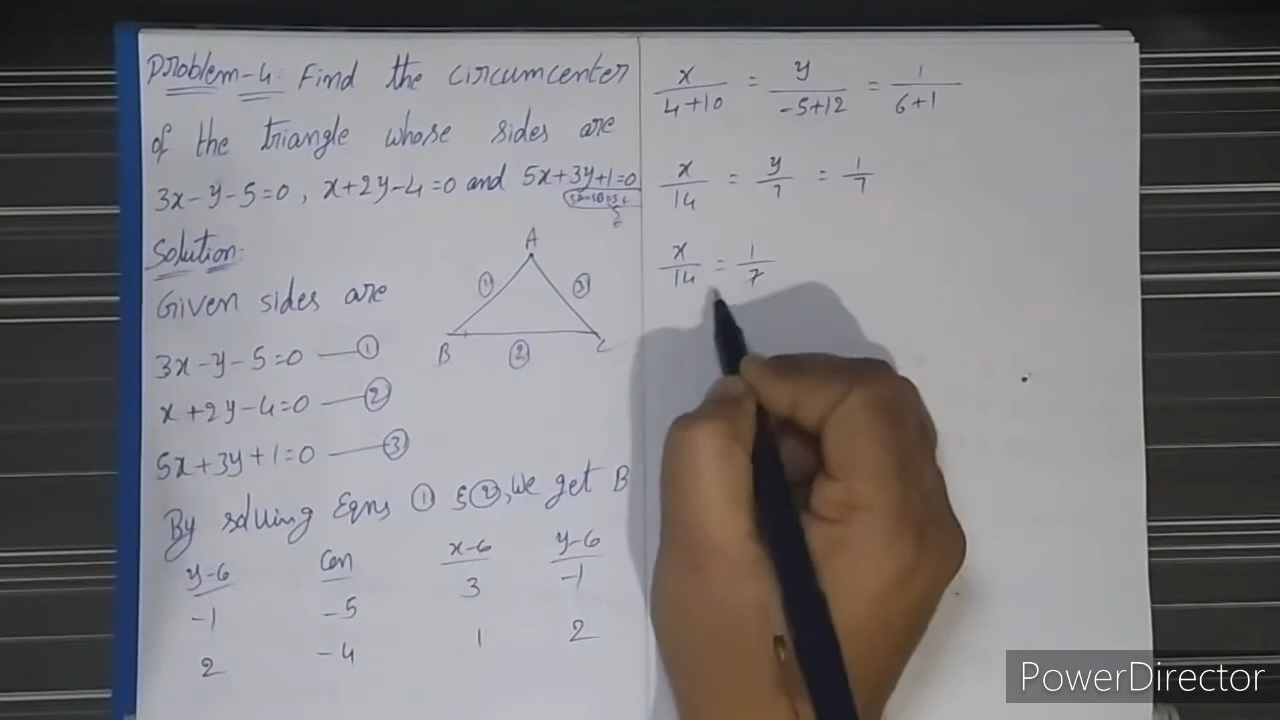 Problem-4: Find the circumcenter
of the triangle whose sides are
3x-y-5=0, x+2y-4=0 and 5x+3y+1=0
Solution:
Given sides are
3x-y-5=0 —①
x+2y-4=0 —②
5x+3y+1=0 —③
By solving Eqns ① & ②, we get B
y-6 Con x-6 y-6
-1 -5 3 -1
2 -4 1 2
A
① ③
B ② C
x/4+10 = y/-5+12 = 1/6+1
x/14 = y/7 = 1/7
x/14 = 1/7
PowerDirector